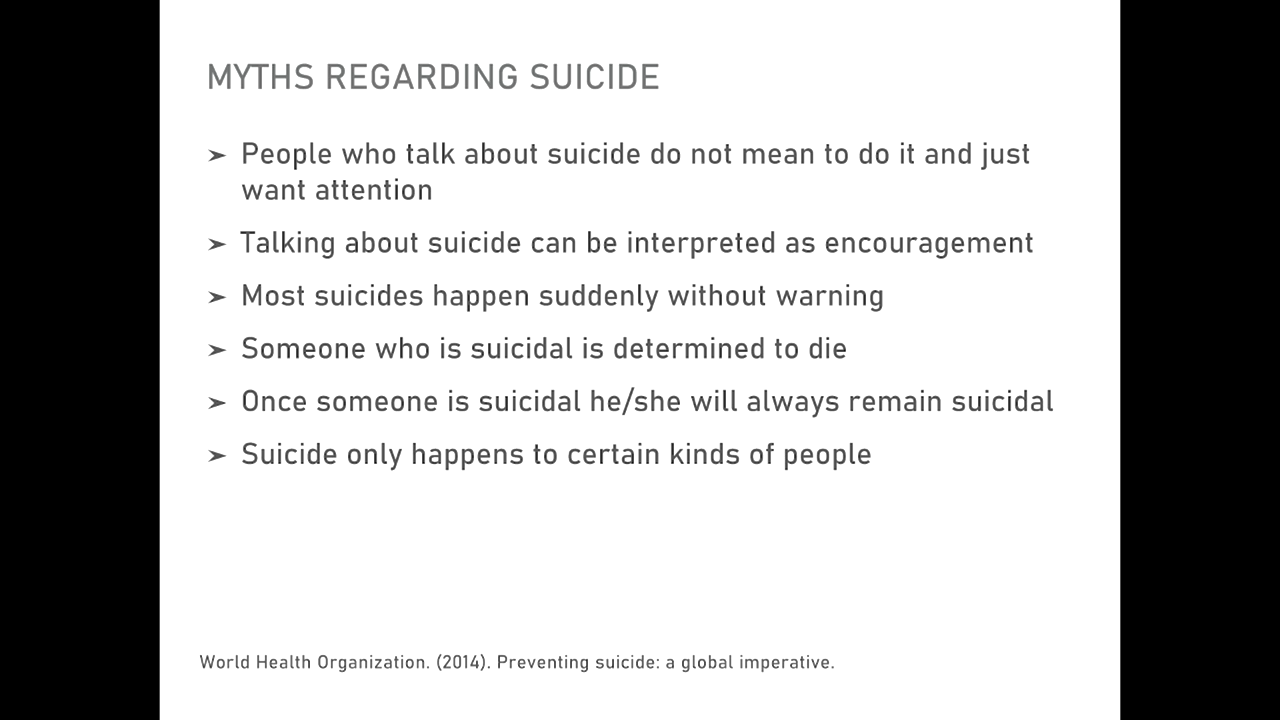 MYTHS REGARDING SUICIDE
➤ People who talk about suicide do not mean to do it and just
want attention
➤ Talking about suicide can be interpreted as encouragement
➤ Most suicides happen suddenly without warning
➤ Someone who is suicidal is determined to die
➤ Once someone is suicidal he/she will always remain suicidal
➤ Suicide only happens to certain kinds of people
World Health Organization. (2014). Preventing suicide: a global imperative.